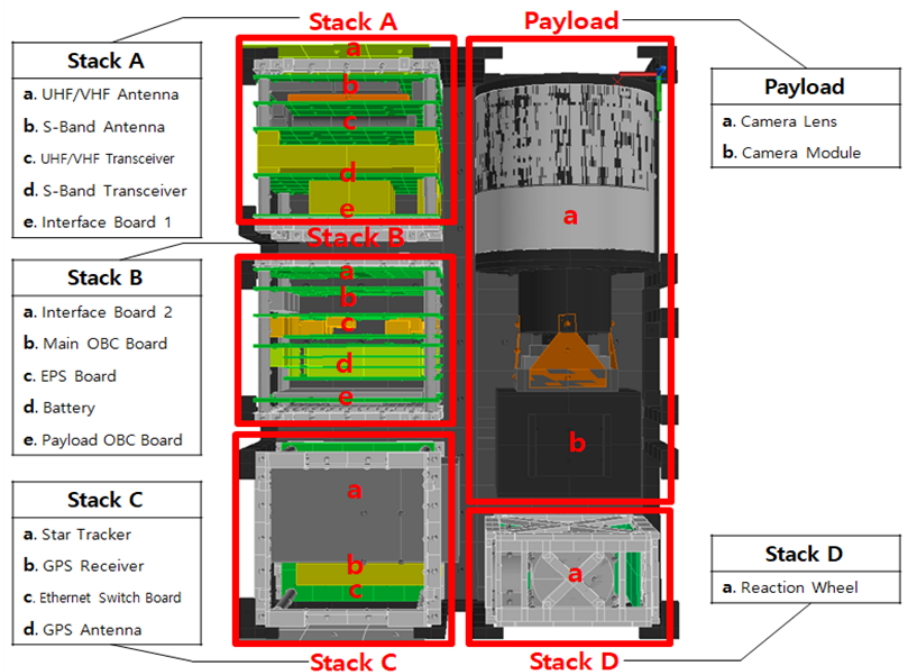 Stack A
Payload
Stack A
a. UHF/VHF Antenna
b. S-Band Antenna
c. UHF/VHF Transceiver
d. S-Band Transceiver
e. Interface Board 1
a
b
c
d
e
Payload
a. Camera Lens
b. Camera Module
a
b
Stack B
Stack B
a. Interface Board 2
b. Main OBC Board
c. EPS Board
d. Battery
e. Payload OBC Board
a
b
c
d
e
Stack C
a. Star Tracker
b. GPS Receiver
c. Ethernet Switch Board
d. GPS Antenna
a
b
c
Stack D
a. Reaction Wheel
a
Stack C
Stack D